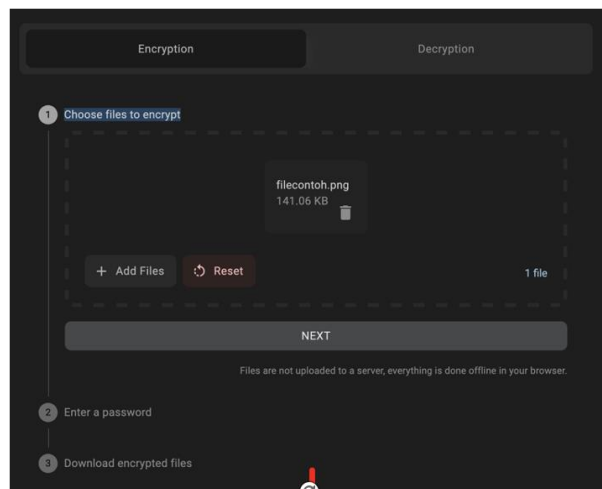 Encryption
Decryption
1
Choose files to encrypt
filecontoh.png
141.06 KB
+ Add Files
Reset
1 file
NEXT
Files are not uploaded to a server, everything is done offline in your browser.
2
Enter a password
3
Download encrypted files